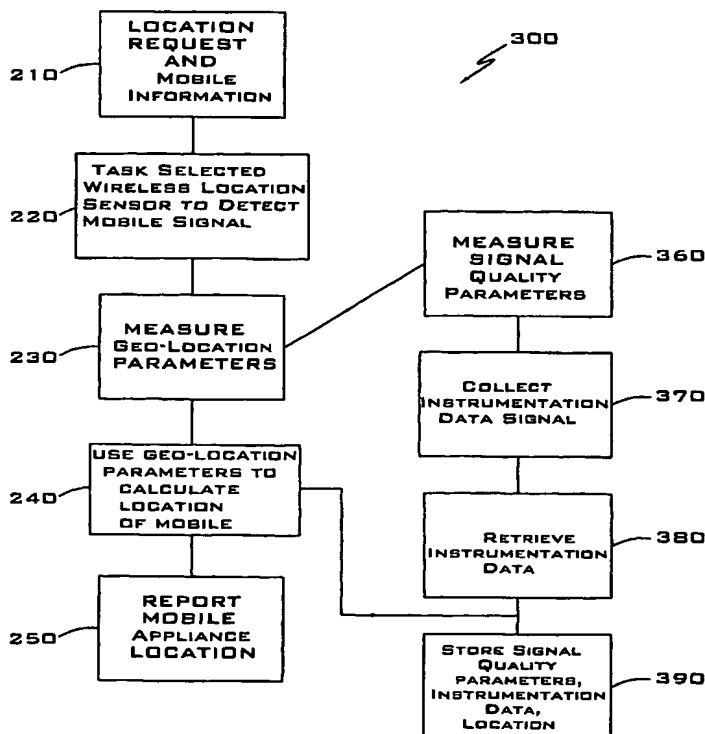 300
210
LOCATION
REQUEST
AND
MOBILE
INFORMATION
220
TASK SELECTED
WIRELESS LOCATION
SENSOR TO DETECT
MOBILE SIGNAL
230
MEASURE
GEO-LOCATION
PARAMETERS
240
USE GEO-LOCATION
PARAMETERS TO
CALCULATE
LOCATION
OF MOBILE
250
REPORT
MOBILE
APPLIANCE
LOCATION
MEASURE
SIGNAL
QUALITY
PARAMETERS
360
COLLECT
INSTRUMENTATION
DATA SIGNAL
370
RETRIEVE
INSTRUMENTATION
DATA
380
STORE SIGNAL
QUALITY
PARAMETERS,
INSTRUMENTATION
DATA,
LOCATION
390